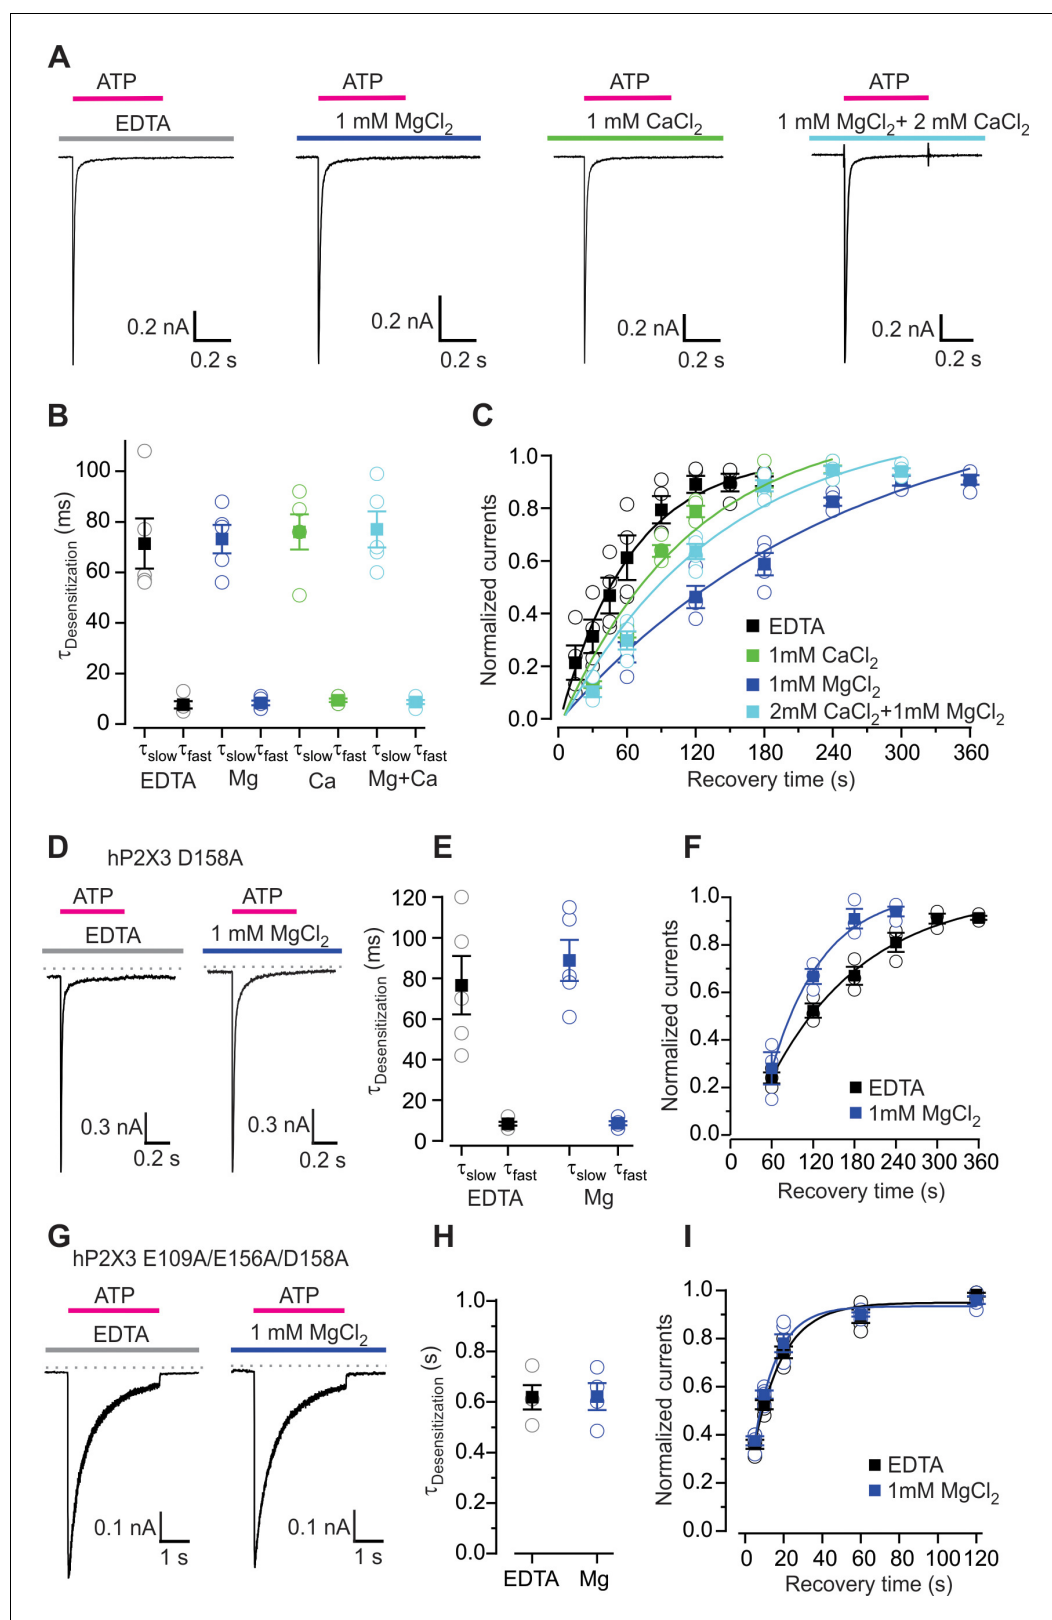 A
ATP
ATP
ATP
ATP
EDTA
1 mM MgCl2
1 mM CaCl2
1 mM MgCl2+ 2 mM CaCl2
0.2 nA
0.2 s
0.2 nA
0.2 s
0.2 nA
0.2 s
0.2 nA
0.2 s
B
τDesensitization (ms)
100
80
60
40
20
0
τslow τfast
τslow τfast
τslow τfast
τslow τfast
EDTA
Mg
Ca
Mg+Ca
C
Normalized currents
1.0
0.8
0.6
0.4
0.2
0.0
EDTA
1mM CaCl2
1mM MgCl2
2mM CaCl2+1mM MgCl2
0 60 120 180 240 300 360
Recovery time (s)
D
hP2X3 D158A
ATP
ATP
EDTA
1 mM MgCl2
0.3 nA
0.2 s
0.3 nA
0.2 s
E
τDesensitization (ms)
120
100
80
60
40
20
0
τslow τfast
τslow τfast
EDTA
Mg
F
Normalized currents
1.0
0.8
0.6
0.4
0.2
0.0
EDTA
1mM MgCl2
0 60 120 180 240 300 360
Recovery time (s)
G
hP2X3 E109A/E156A/D158A
ATP
ATP
EDTA
1 mM MgCl2
0.1 nA
1 s
0.1 nA
1 s
H
τDesensitization (s)
1.0
0.8
0.6
0.4
0.2
0.0
EDTA Mg
I
Normalized currents
1.0
0.8
0.6
0.4
0.2
0.0
EDTA
1mM MgCl2
0 20 40 60 80 100 120
Recovery time (s)